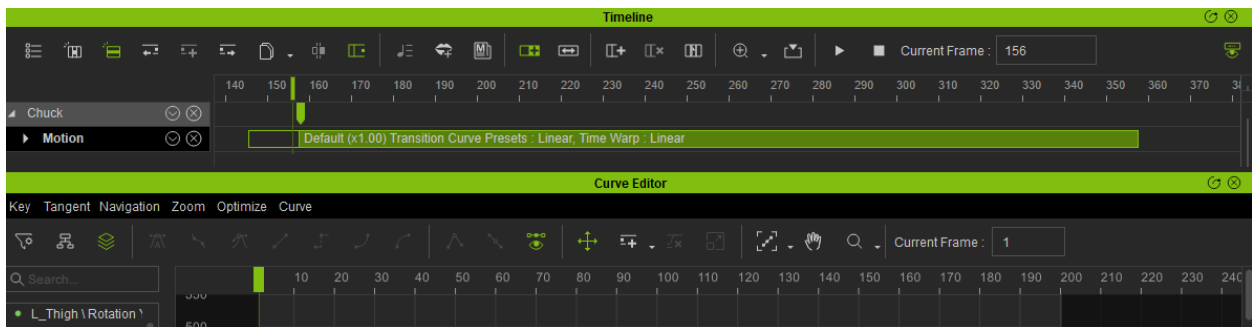 Timeline
Current Frame : 156
140 150 160 170 180 190 200 210 220 230 240 250 260 270 280 290 300 310 320 330 340 350 360 370
Chuck
Motion Default (x1.00) Transition Curve Presets : Linear, Time Warp : Linear
Curve Editor
Key Tangent Navigation Zoom Optimize Curve
Current Frame : 1
Search...
10 20 30 40 50 60 70 80 90 100 110 120 130 140 150 160 170 180 190 200 210 220 230 240
L_Thigh \ Rotation \